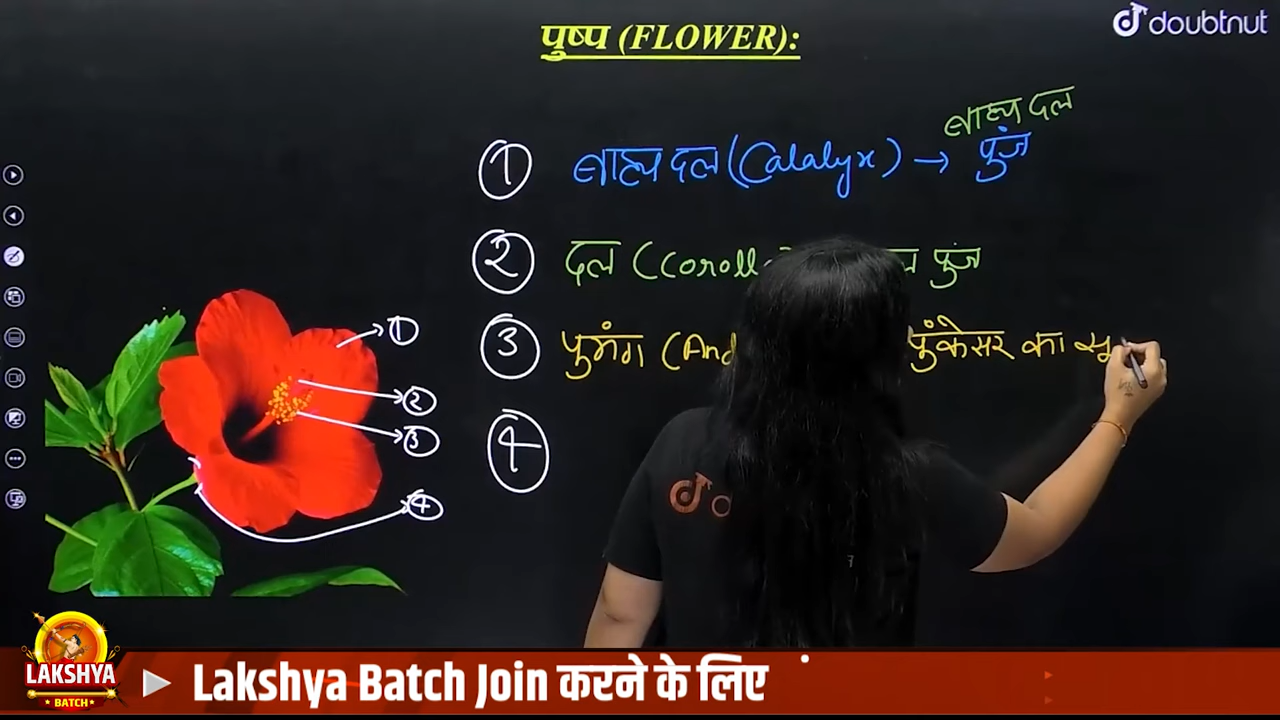 पुष्प (FLOWER):
doubtnut
① बाह्य दल (Calalyx) → बाह्य दल पुंज
② दल (Coroll पुंज
③ पुमंग (And पुंकेसर का
④
①
②
③
④
LAKSHYA
BATCH
Lakshya Batch Join करने के लिए